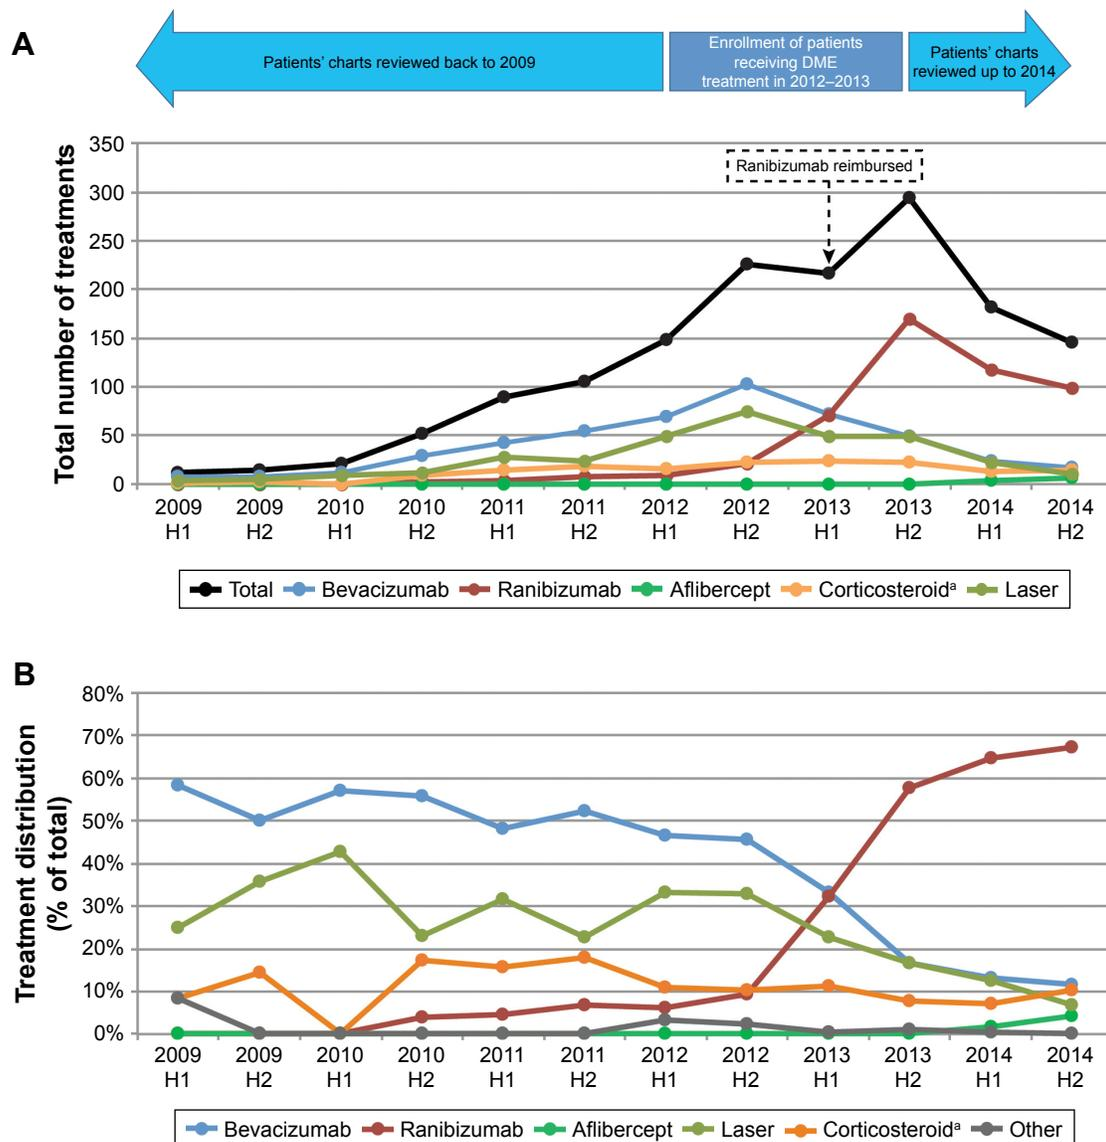 A
Patients’ charts reviewed back to 2009
Enrollment of patients
receiving DME
treatment in 2012–2013
Patients’ charts
reviewed up to 2014
Total number of treatments
350
300
250
200
150
100
50
0
Ranibizumab reimbursed
2009 2009 2010 2010 2011 2011 2012 2012 2013 2013 2014 2014
H1 H2 H1 H2 H1 H2 H1 H2 H1 H2 H1 H2
Total Bevacizumab Ranibizumab Aflibercept Corticosteroidᵃ Laser
B
Treatment distribution
(% of total)
80%
70%
60%
50%
40%
30%
20%
10%
0%
2009 2009 2010 2010 2011 2011 2012 2012 2013 2013 2014 2014
H1 H2 H1 H2 H1 H2 H1 H2 H1 H2 H1 H2
Bevacizumab Ranibizumab Aflibercept Laser Corticosteroidᵃ Other